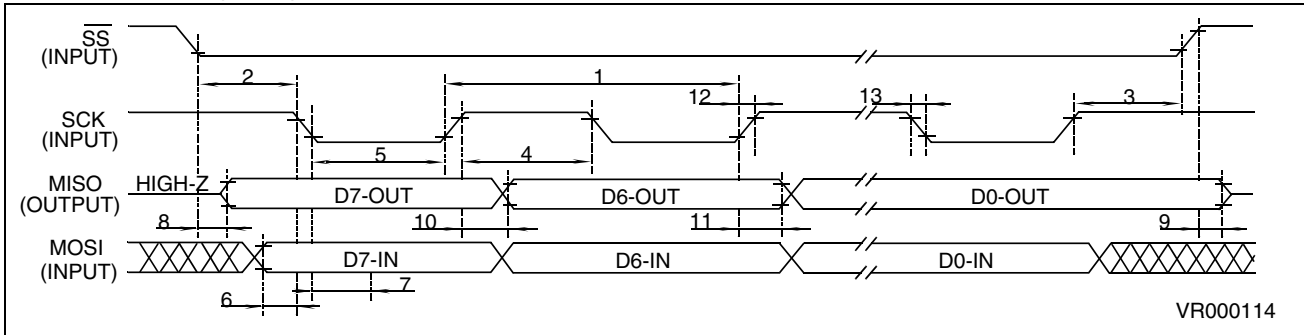 SS
(INPUT)
2
1
12
13
3
SCK
(INPUT)
5
4
MISO
(OUTPUT)
HIGH-Z
D7-OUT
D6-OUT
D0-OUT
8
10
11
9
MOSI
(INPUT)
D7-IN
D6-IN
D0-IN
7
6
VR000114